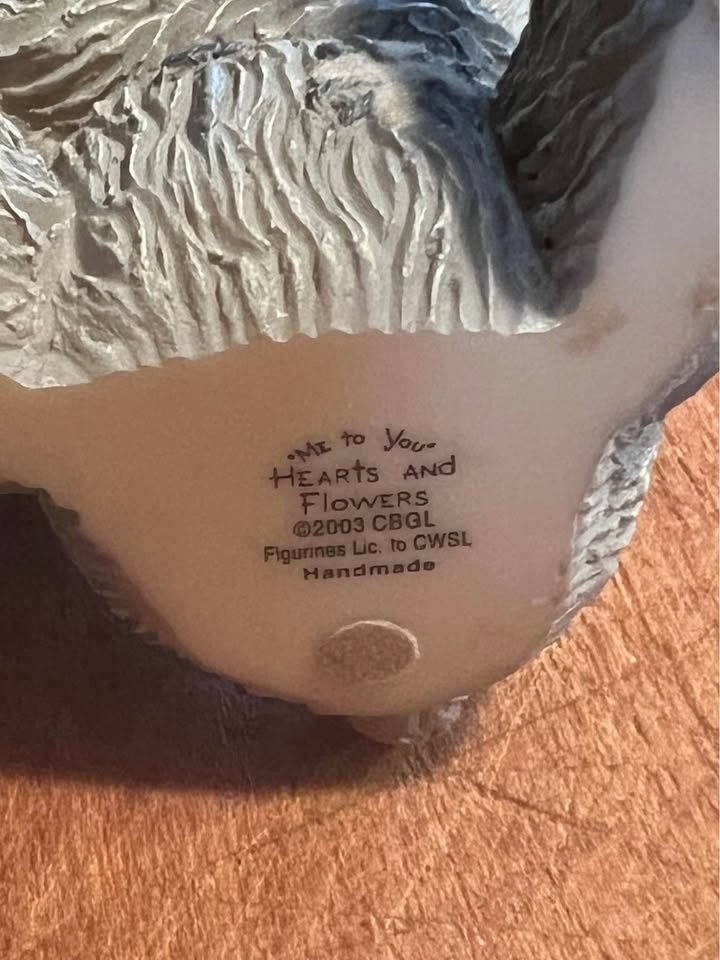 •ME to You•
HEARts AND
FLOWERS
©2003 CBGL
Figurines Lic. to CWSL
Handmade